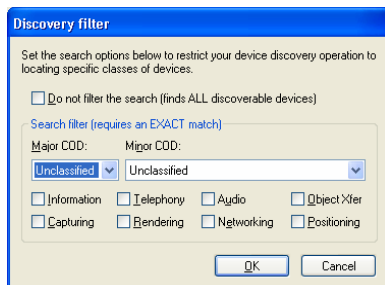 Discovery filter
Set the search options below to restrict your device discovery operation to
locating specific classes of devices.
Do not filter the search (finds ALL discoverable devices)
Search filter (requires an EXACT match)
Major COD: Minor COD:
Unclassified Unclassified
Information Telephony Audio Object Xfer
Capturing Rendering Networking Positioning
OK Cancel